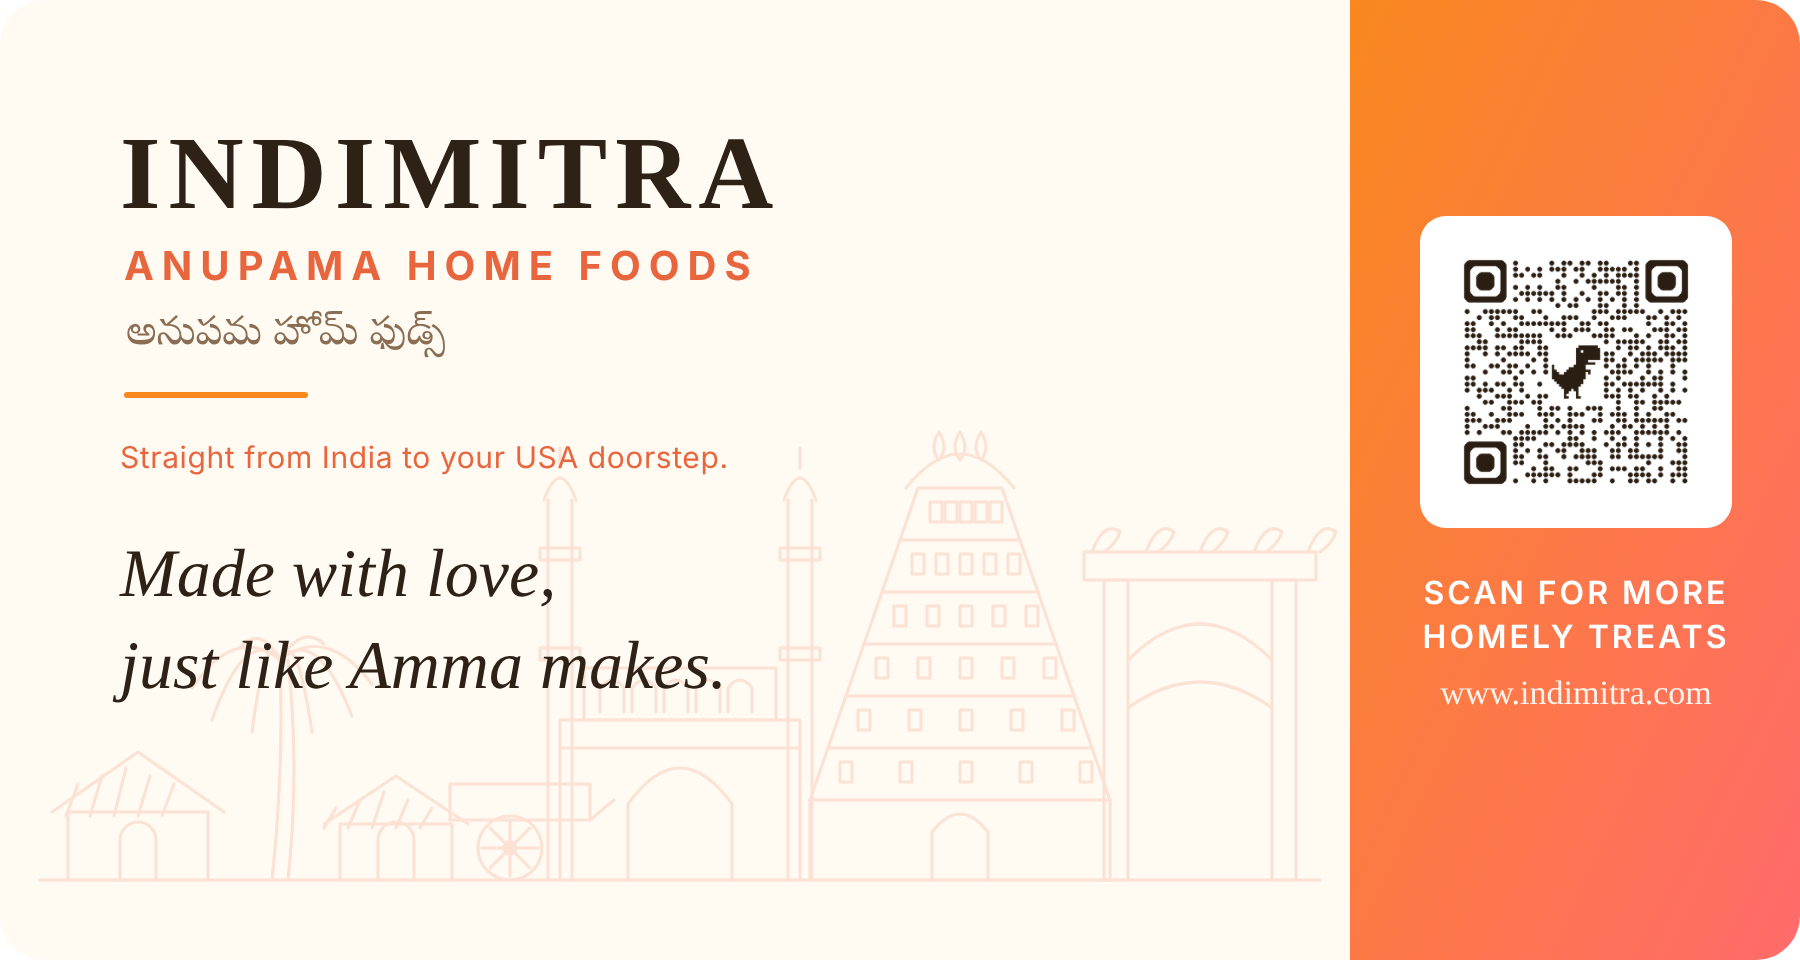 INDIMITRA
ANUPAMA HOME FOODS
అనుపమ హోమ్ ఫుడ్స్
Straight from India to your USA doorstep.
Made with love,
just like Amma makes.
SCAN FOR MORE
HOMELY TREATS
www.indimitra.com